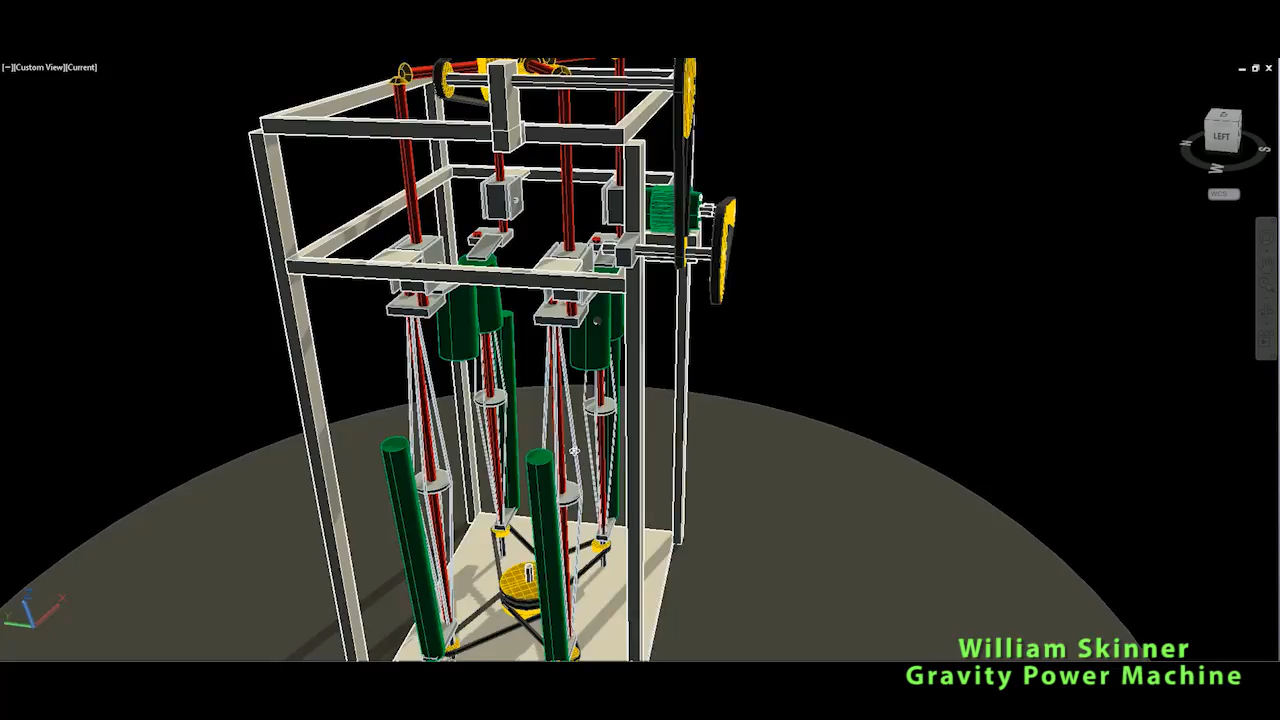 [−][Custom View][Current]
LEFT
N
S
W
WCS
Z
X
Y
William Skinner
Gravity Power Machine